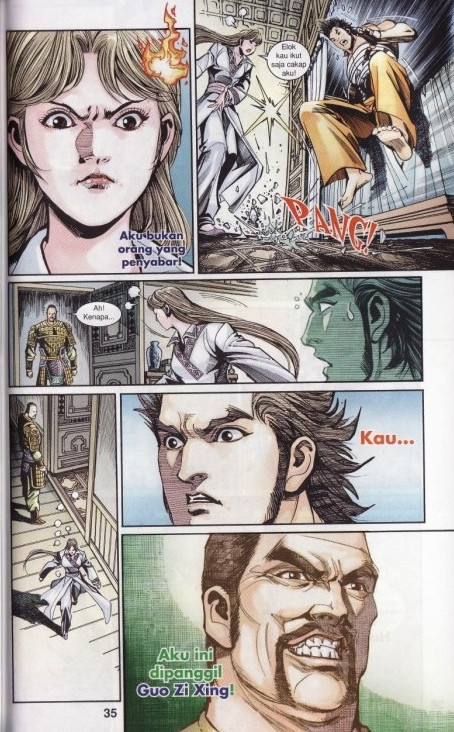 Aku bukan
orang yang
penyabar!
Elok
kau ikut
saja cakap
aku!
PANG!
Ah!
Kenapa...
Kau...
Aku ini
dipanggil
Guo Zi Xing!
35